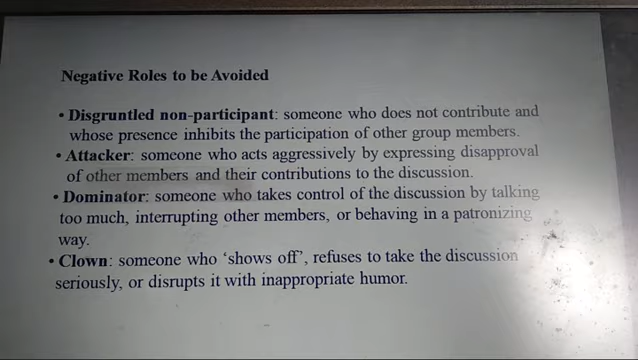 Negative Roles to be Avoided
• Disgruntled non-participant: someone who does not contribute and
whose presence inhibits the participation of other group members.
• Attacker: someone who acts aggressively by expressing disapproval
of other members and their contributions to the discussion.
• Dominator: someone who takes control of the discussion by talking
too much, interrupting other members, or behaving in a patronizing
way.
• Clown: someone who ‘shows off’, refuses to take the discussion
seriously, or disrupts it with inappropriate humor.